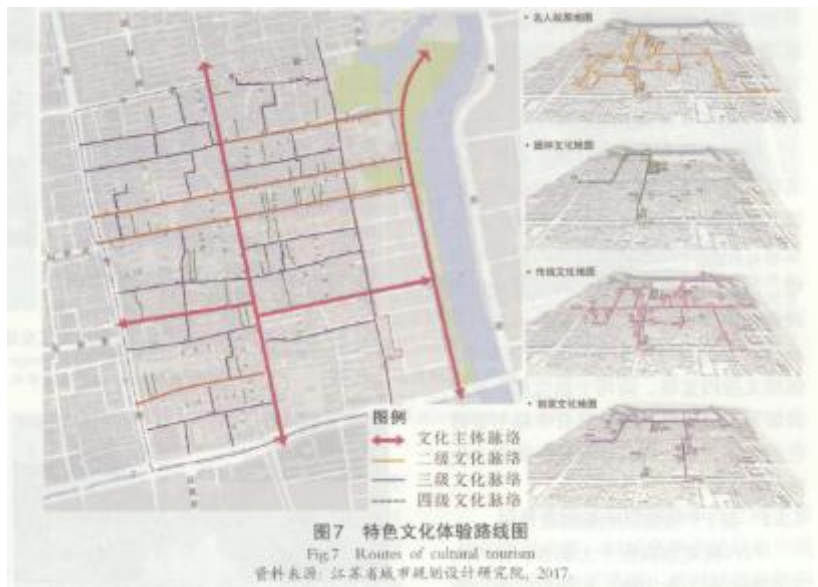 名人故居地图
园林文化地图
传统文化地图
图例
文化主体脉络
二级文化脉络
三级文化脉络
四级文化脉络
图7 特色文化体验路线图
Fig.7 Routes of cultural tourism
资料来源: 江苏省城市规划设计研究院, 2017.